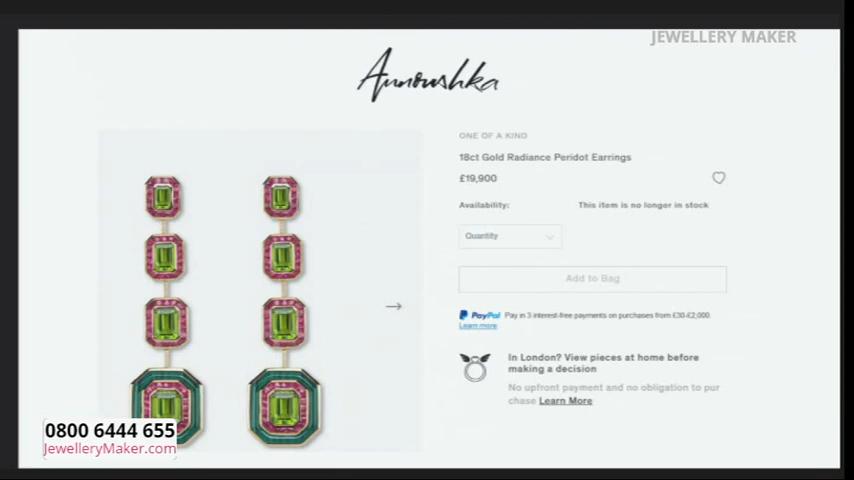 JEWELLERY MAKER
Annoushka
ONE OF A KIND
18ct Gold Radiance Peridot Earrings
£19,900
Availability: This item is no longer in stock
Quantity
Add to Bag
PayPal Pay in 3 interest-free payments on purchases from £30-£2,000.
Learn more
In London? View pieces at home before
making a decision
No upfront payment and no obligation to pur
chase Learn More
0800 6444 655
JewelleryMaker.com